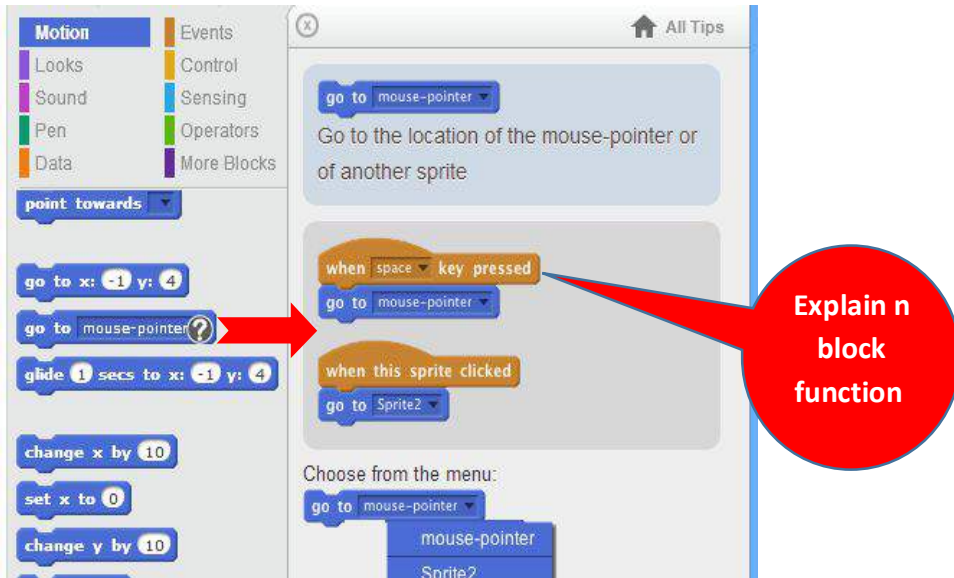 Motion
Events
Looks
Control
Sound
Sensing
Pen
Operators
Data
More Blocks
point towards
go to x: -1 y: 4
go to mouse-pointer ?
glide 1 secs to x: -1 y: 4
change x by 10
set x to 0
change y by 10
X
All Tips
go to mouse-pointer
Go to the location of the mouse-pointer or
of another sprite
when space key pressed
go to mouse-pointer
when this sprite clicked
go to Sprite2
Choose from the menu:
go to mouse-pointer
mouse-pointer
Sprite2
Explain n
block
function